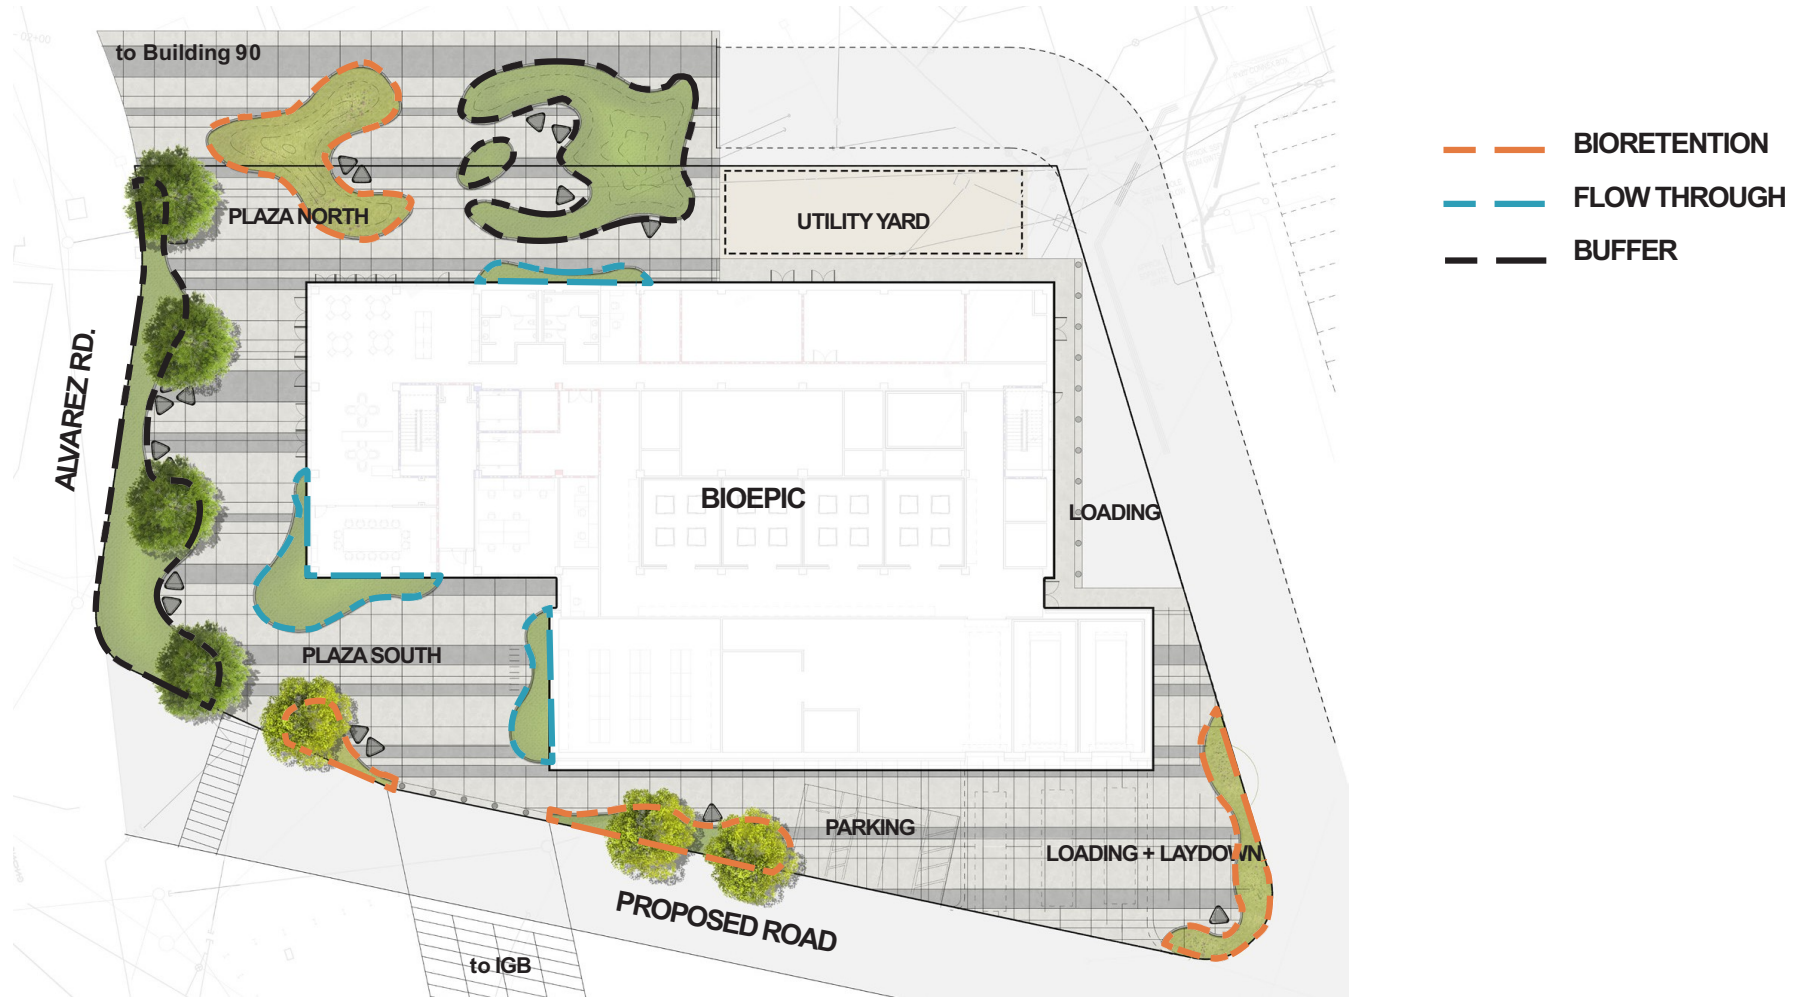 to Building 90
BIORETENTION
FLOW THROUGH
BUFFER
PLAZA NORTH
UTILITY YARD
ALVAREZ RD.
BIOEPIC
LOADING
PLAZA SOUTH
PARKING
LOADING + LAYDOWN
PROPOSED ROAD
to IGB